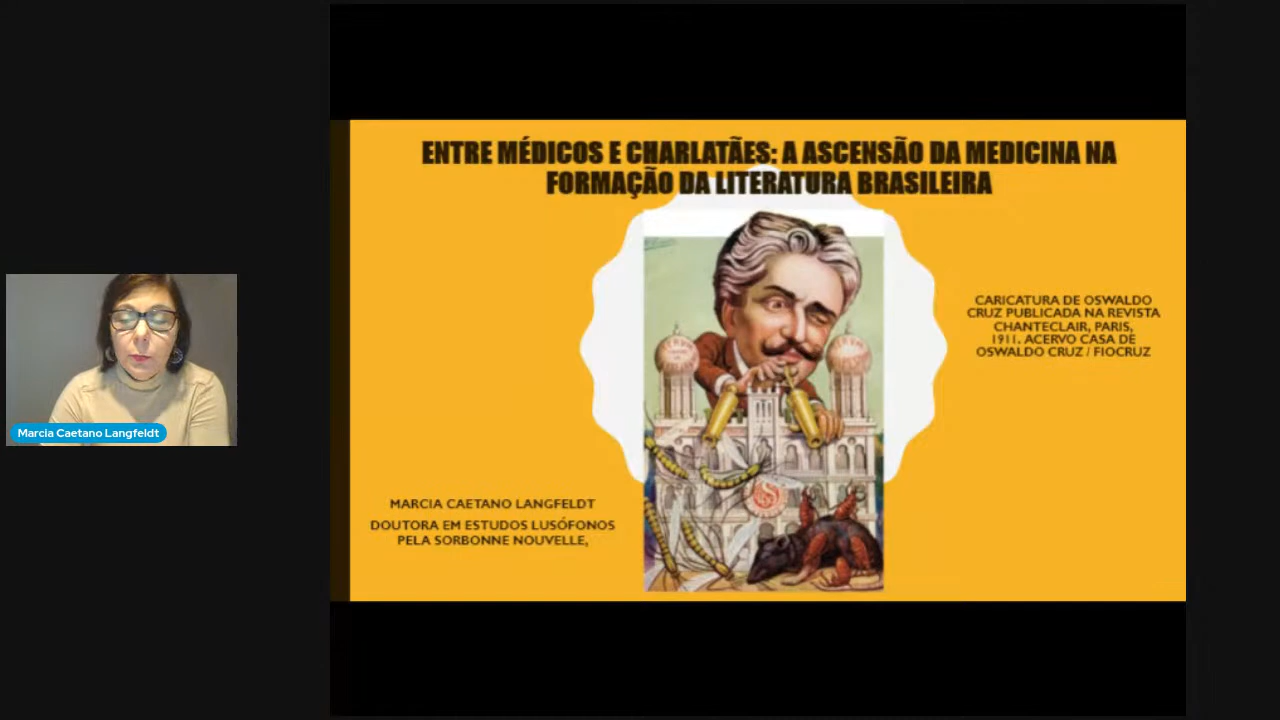 ENTRE MÉDICOS E CHARLATÃES: A ASCENSÃO DA MEDICINA NA
FORMAÇÃO DA LITERATURA BRASILEIRA
CARICATURA DE OSWALDO
CRUZ PUBLICADA NA REVISTA
CHANTECLAIR, PARIS,
1911. ACERVO CASA DE
OSWALDO CRUZ / FIOCRUZ
Marcia Caetano Langfeldt
MARCIA CAETANO LANGFELDT
DOUTORA EM ESTUDOS LUSÓFONOS
PELA SORBONNE NOUVELLE,